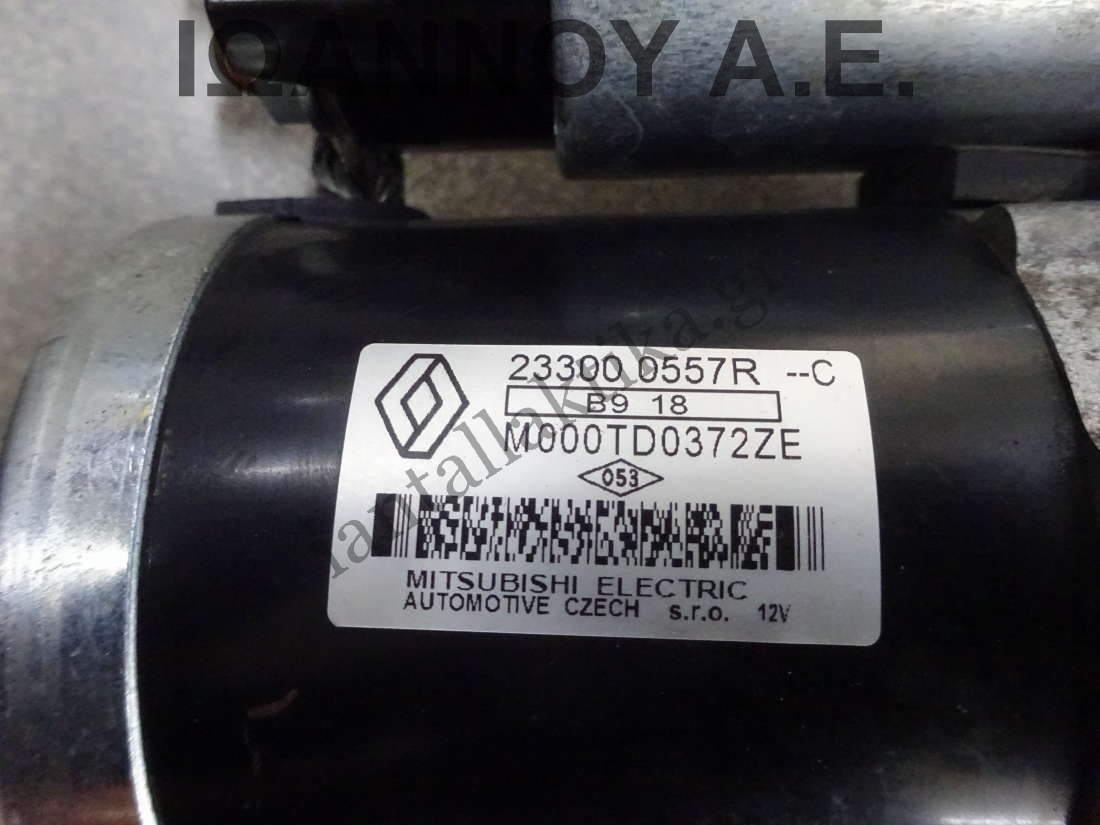 ΙΩΑΝΝΟΥ Α.Ε.
23300 0557R --C
B9 18
M000TD0372ZE
053
MITSUBISHI ELECTRIC
AUTOMOTIVE CZECH s.r.o. 12V